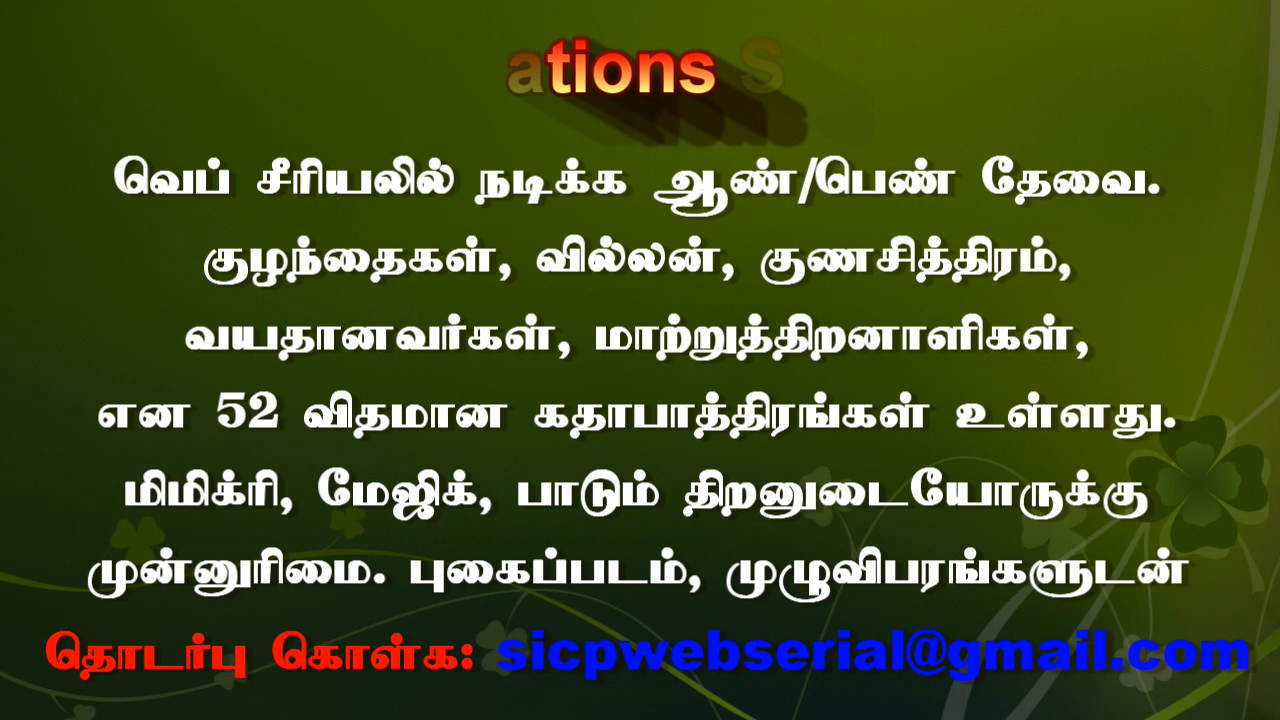 ations S
வெப் சீரியலில் நடிக்க ஆண்/பெண் தேவை.
குழந்தைகள், வில்லன், குணசித்திரம்,
வயதானவர்கள், மாற்றுத்திறனாளிகள்,
என 52 விதமான கதாபாத்திரங்கள் உள்ளது.
மிமிக்ரி, மேஜிக், பாடும் திறனுடையோருக்கு
முன்னுரிமை. புகைப்படம், முழுவிபரங்களுடன்
தொடர்பு கொள்க: sicpwebserial@gmail.com